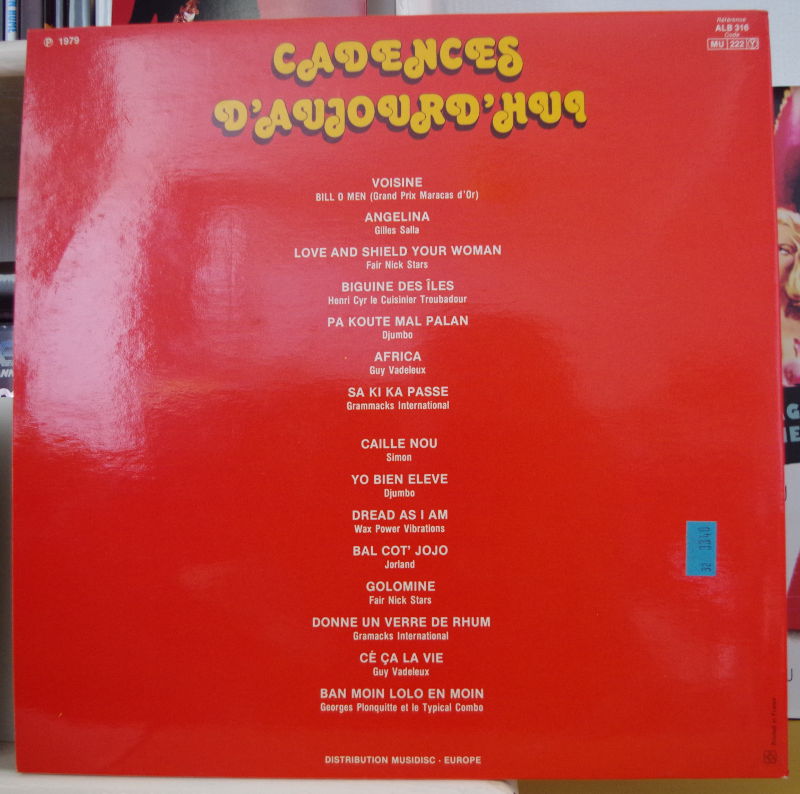 ℗ 1979
Référence
ALB 316
Code
MU 222 Y
CADENCES
D'AUJOURD'HUI
VOISINE
BILL O MEN (Grand Prix Maracas d'Or)
ANGELINA
Gilles Salla
LOVE AND SHIELD YOUR WOMAN
Fair Nick Stars
BIGUINE DES ÎLES
Henri Cyr le Cuisinier Troubadour
PA KOUTE MAL PALAN
Djumbo
AFRICA
Guy Vadeleux
SA KI KA PASSE
Grammacks International
CAILLE NOU
Simon
YO BIEN ELEVE
Djumbo
DREAD AS I AM
Wax Power Vibrations
BAL COT' JOJO
Jorland
GOLOMINE
Fair Nick Stars
DONNE UN VERRE DE RHUM
Gramacks International
CÉ ÇA LA VIE
Guy Vadeleux
BAN MOIN LOLO EN MOIN
Georges Plonquitte et le Typical Combo
DISTRIBUTION MUSIDISC - EUROPE
Printed in France